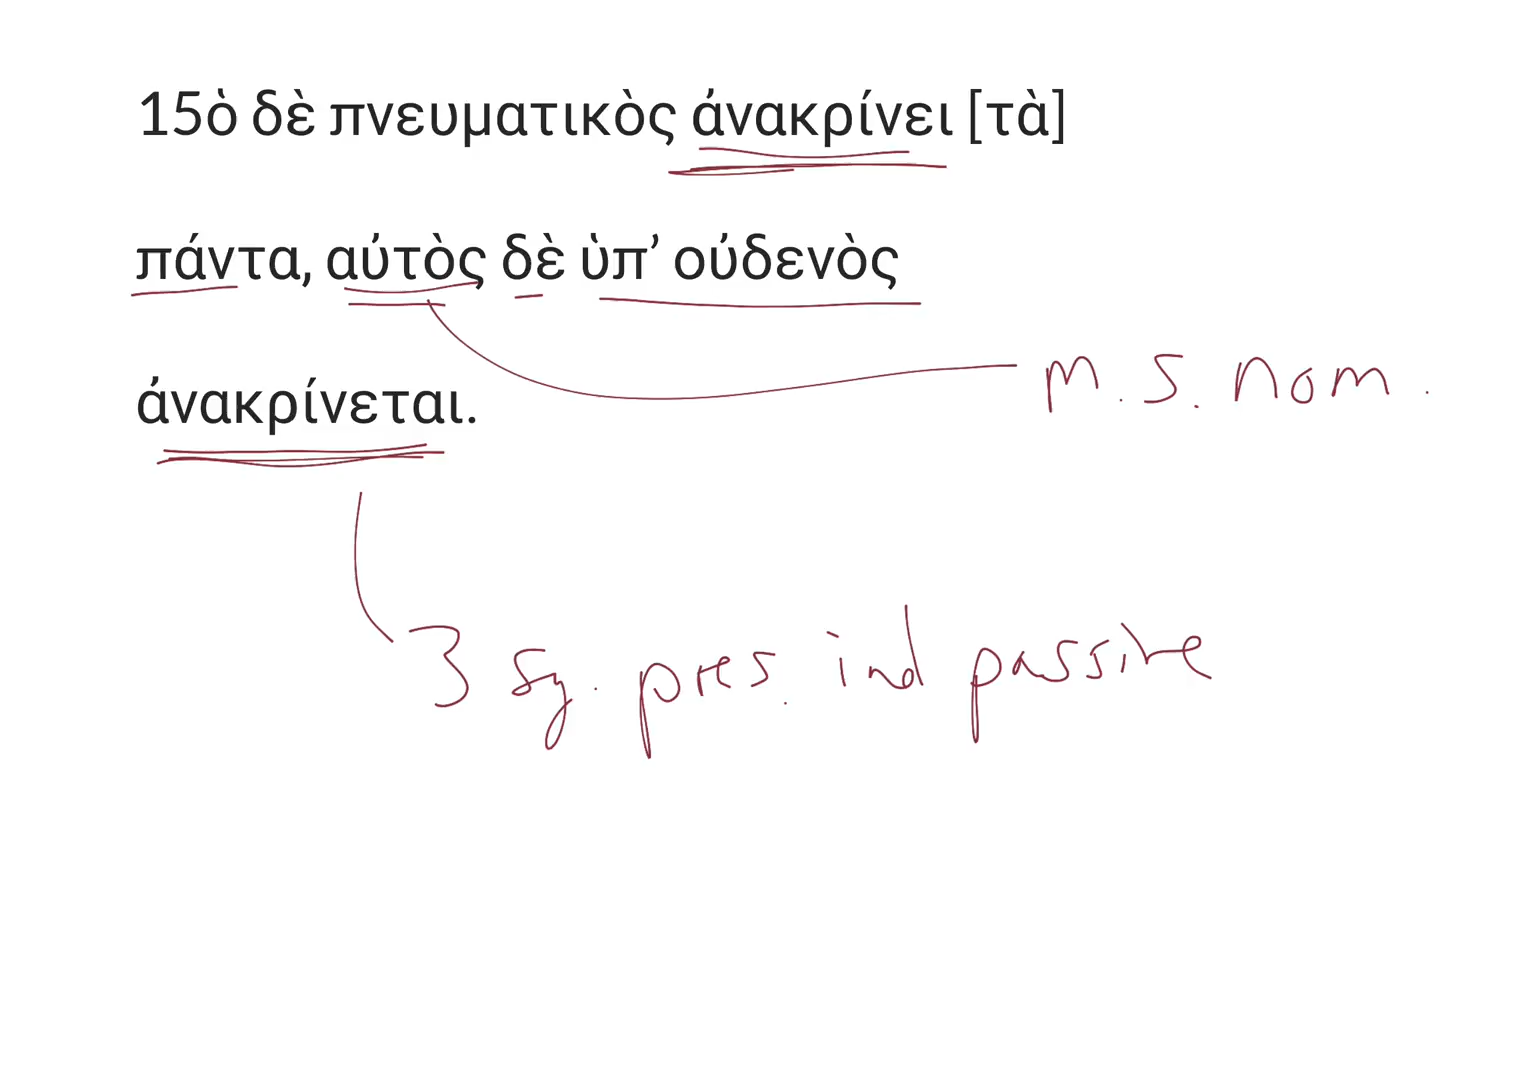 15ὁ δὲ πνευματικὸς ἀνακρίνει [τὰ]
πάντα, αὐτὸς δὲ ὑπ’ οὐδενὸς
m. s. nom.
ἀνακρίνεται.
3 sg. pres. ind passive